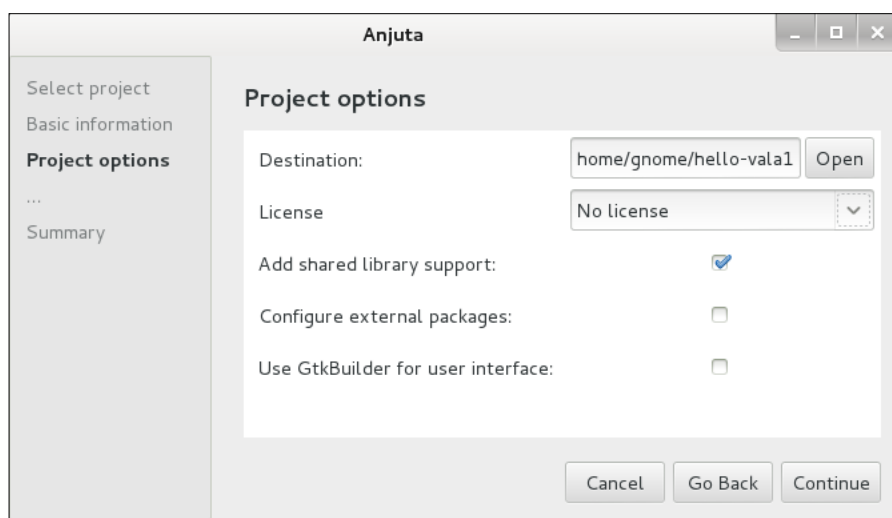 Anjuta
Select project
Basic information
Project options
...
Summary
Project options
Destination:
home/gnome/hello-vala1
Open
License
No license
Add shared library support:
Configure external packages:
Use GtkBuilder for user interface:
Cancel
Go Back
Continue